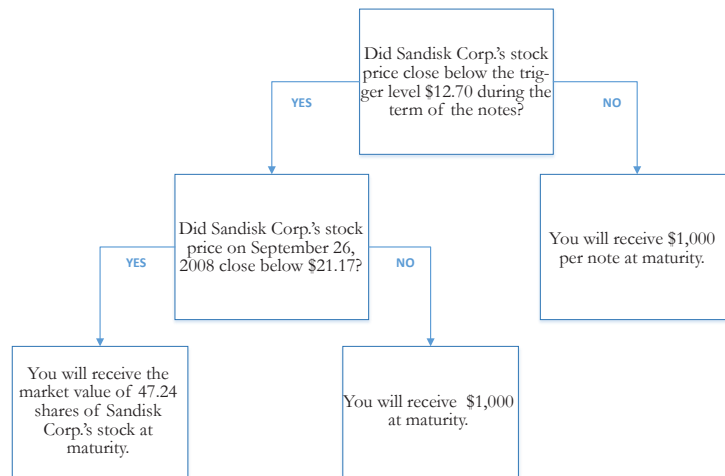 Did Sandisk Corp.'s stock
price close below the trig-
ger level $12.70 during the
term of the notes?
YES
NO
Did Sandisk Corp.'s stock
price on September 26,
2008 close below $21.17?
You will receive $1,000
per note at maturity.
YES
NO
You will receive the
market value of 47.24
shares of Sandisk
Corp.'s stock at
maturity.
You will receive $1,000
at maturity.